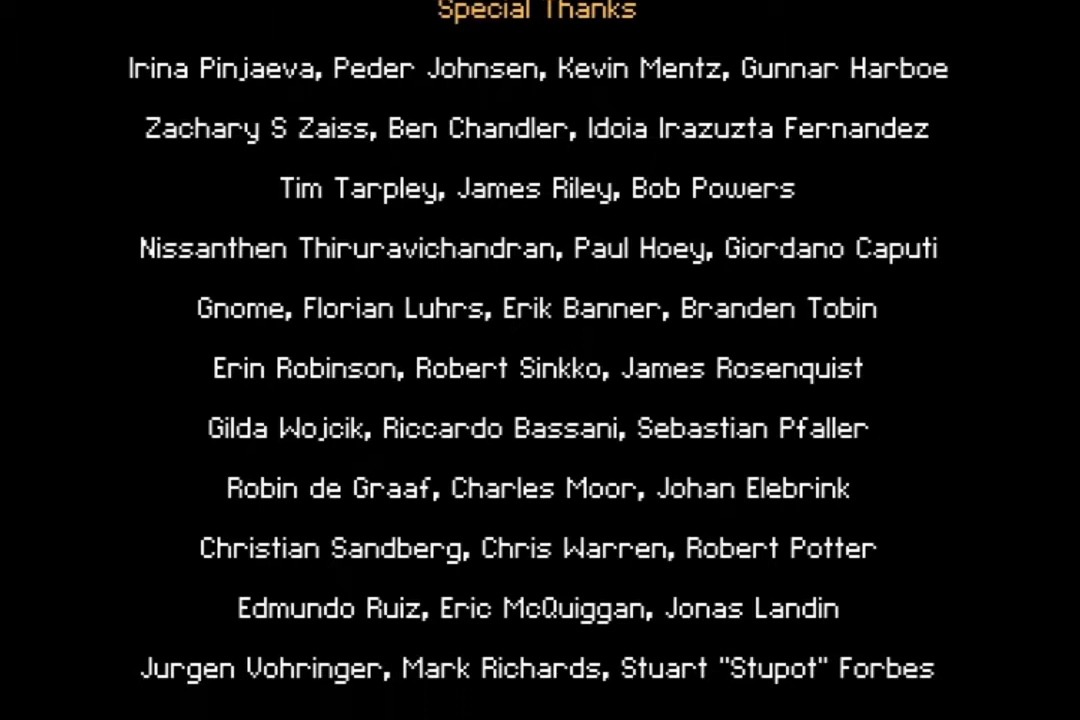 Special Thanks
Irina Pinjaeva, Peder Johnsen, Kevin Mentz, Gunnar Harboe
Zachary S Zaiss, Ben Chandler, Idoia Irazuzta Fernandez
Tim Tarpley, James Riley, Bob Powers
Nissanthen Thiruravichandran, Paul Hoey, Giordano Caputi
Gnome, Florian Luhrs, Erik Banner, Branden Tobin
Erin Robinson, Robert Sinkko, James Rosenquist
Gilda Wojcik, Riccardo Bassani, Sebastian Pfaller
Robin de Graaf, Charles Moor, Johan Elebrink
Christian Sandberg, Chris Warren, Robert Potter
Edmundo Ruiz, Eric McQuiggan, Jonas Landin
Jurgen Vohringer, Mark Richards, Stuart "Stupot" Forbes